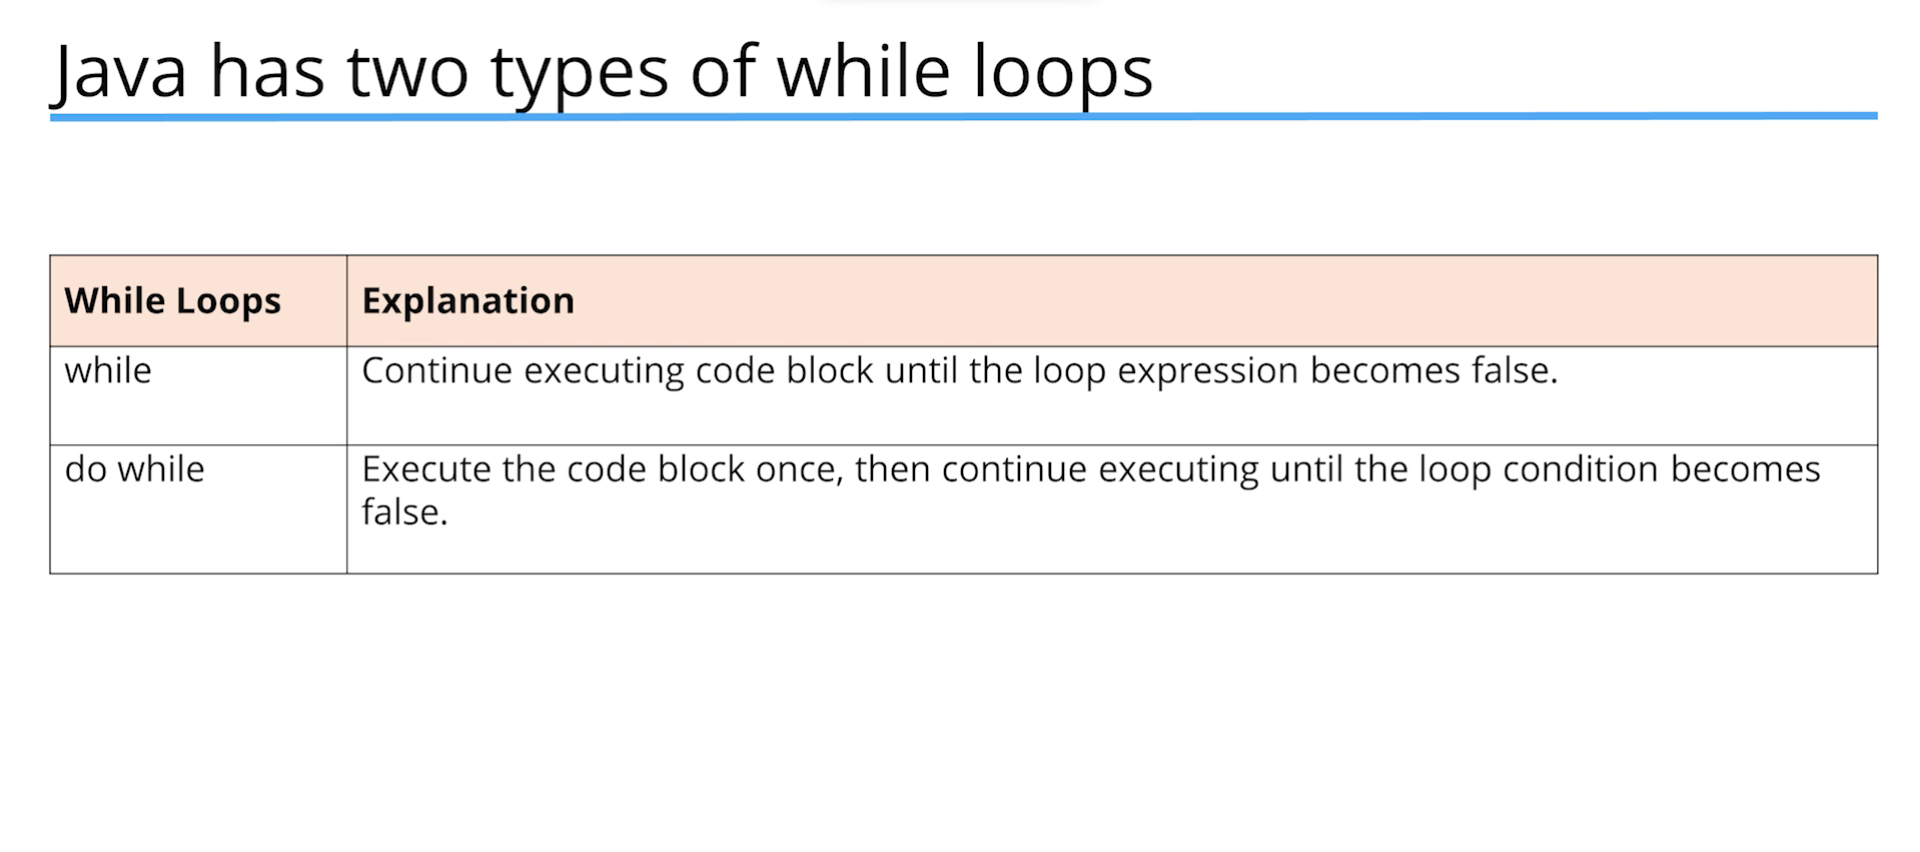 Java has two types of while loops
While Loops
Explanation
while
Continue executing code block until the loop expression becomes false.
do while
Execute the code block once, then continue executing until the loop condition becomes
false.